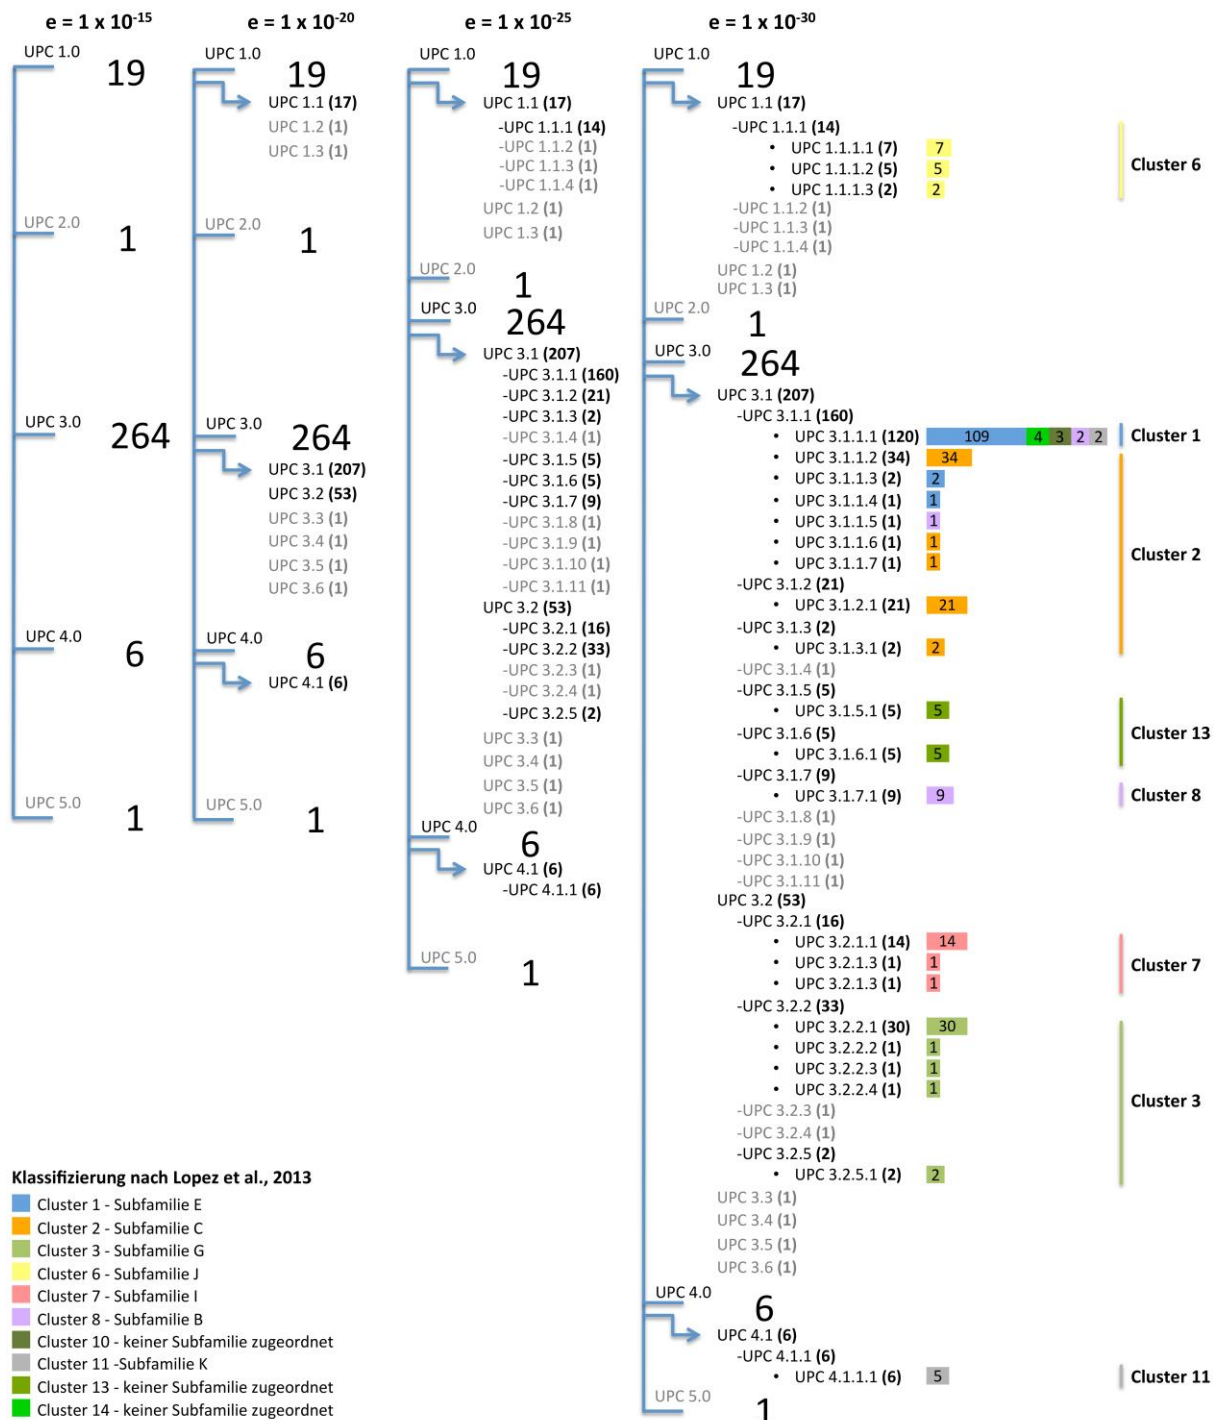 e = 1 x 10-15
UPC 1.0
19
UPC 2.0
1
UPC 3.0
264
UPC 4.0
6
UPC 5.0
1
e = 1 x 10-20
UPC 1.0
19
UPC 1.1 (17)
UPC 1.2 (1)
UPC 1.3 (1)
UPC 2.0
1
UPC 3.0
264
UPC 3.1 (207)
UPC 3.2 (53)
UPC 3.3 (1)
UPC 3.4 (1)
UPC 3.5 (1)
UPC 3.6 (1)
UPC 4.0
6
UPC 4.1 (6)
UPC 5.0
1
e = 1 x 10-25
UPC 1.0
19
UPC 1.1 (17)
-UPC 1.1.1 (14)
-UPC 1.1.2 (1)
-UPC 1.1.3 (1)
-UPC 1.1.4 (1)
UPC 1.2 (1)
UPC 1.3 (1)
UPC 2.0
1
UPC 3.0
264
UPC 3.1 (207)
-UPC 3.1.1 (160)
-UPC 3.1.2 (21)
-UPC 3.1.3 (2)
-UPC 3.1.4 (1)
-UPC 3.1.5 (5)
-UPC 3.1.6 (5)
-UPC 3.1.7 (9)
-UPC 3.1.8 (1)
-UPC 3.1.9 (1)
-UPC 3.1.10 (1)
-UPC 3.1.11 (1)
UPC 3.2 (53)
-UPC 3.2.1 (16)
-UPC 3.2.2 (33)
-UPC 3.2.3 (1)
-UPC 3.2.4 (1)
-UPC 3.2.5 (2)
UPC 3.3 (1)
UPC 3.4 (1)
UPC 3.5 (1)
UPC 3.6 (1)
UPC 4.0
6
UPC 4.1 (6)
-UPC 4.1.1 (6)
UPC 5.0
1
e = 1 x 10-30
UPC 1.0
19
UPC 1.1 (17)
-UPC 1.1.1 (14)
• UPC 1.1.1.1 (7) 7
• UPC 1.1.1.2 (5) 5
• UPC 1.1.1.3 (2) 2
Cluster 6
-UPC 1.1.2 (1)
-UPC 1.1.3 (1)
-UPC 1.1.4 (1)
UPC 1.2 (1)
UPC 1.3 (1)
UPC 2.0
1
UPC 3.0
264
UPC 3.1 (207)
-UPC 3.1.1 (160)
• UPC 3.1.1.1 (120) 109 4 3 2 2
Cluster 1
• UPC 3.1.1.2 (34) 34
• UPC 3.1.1.3 (2) 2
• UPC 3.1.1.4 (1) 1
• UPC 3.1.1.5 (1) 1
• UPC 3.1.1.6 (1) 1
• UPC 3.1.1.7 (1) 1
Cluster 2
-UPC 3.1.2 (21)
• UPC 3.1.2.1 (21) 21
-UPC 3.1.3 (2)
• UPC 3.1.3.1 (2) 2
-UPC 3.1.4 (1)
-UPC 3.1.5 (5)
• UPC 3.1.5.1 (5) 5
-UPC 3.1.6 (5)
Cluster 13
• UPC 3.1.6.1 (5) 5
-UPC 3.1.7 (9)
• UPC 3.1.7.1 (9) 9
Cluster 8
-UPC 3.1.8 (1)
-UPC 3.1.9 (1)
-UPC 3.1.10 (1)
-UPC 3.1.11 (1)
UPC 3.2 (53)
-UPC 3.2.1 (16)
• UPC 3.2.1.1 (14) 14
• UPC 3.2.1.3 (1) 1
• UPC 3.2.1.3 (1) 1
Cluster 7
-UPC 3.2.2 (33)
• UPC 3.2.2.1 (30) 30
• UPC 3.2.2.2 (1) 1
• UPC 3.2.2.3 (1) 1
• UPC 3.2.2.4 (1) 1
Cluster 3
-UPC 3.2.3 (1)
-UPC 3.2.4 (1)
-UPC 3.2.5 (2)
• UPC 3.2.5.1 (2) 2
UPC 3.3 (1)
UPC 3.4 (1)
UPC 3.5 (1)
UPC 3.6 (1)
UPC 4.0
6
UPC 4.1 (6)
-UPC 4.1.1 (6)
• UPC 4.1.1.1 (6) 5
Cluster 11
UPC 5.0
1
Klassifizierung nach Lopez et al., 2013
Cluster 1 - Subfamilie E
Cluster 2 - Subfamilie C
Cluster 3 - Subfamilie G
Cluster 6 - Subfamilie J
Cluster 7 - Subfamilie I
Cluster 8 - Subfamilie B
Cluster 10 - keiner Subfamilie zugeordnet
Cluster 11 -Subfamilie K
Cluster 13 - keiner Subfamilie zugeordnet
Cluster 14 - keiner Subfamilie zugeordnet